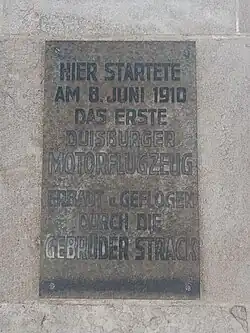 HIER STARTETE
AM 8. JUNI 1910
DAS ERSTE
DUISBURGER
MOTORFLUGZEUG
ERBAUT u. GEFLOGEN
DURCH DIE
GEBRÜDER STRACK